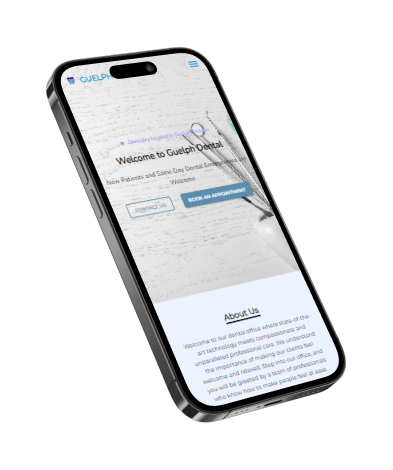 GUELPH
Dentistry located in
Welcome to Guelph Dental
New Patients and Same Day Dental Emergencies are
Welcome.
CONTACT US
BOOK AN APPOINTMENT
About Us
Welcome to our dental office where state-of-the-
art technology meets compassionate and
unparalleled professional care. We understand
the importance of making our clients feel
welcome and relaxed. Step into our office, and
you will be greeted by a team of professionals
who know how to make people feel at ease.